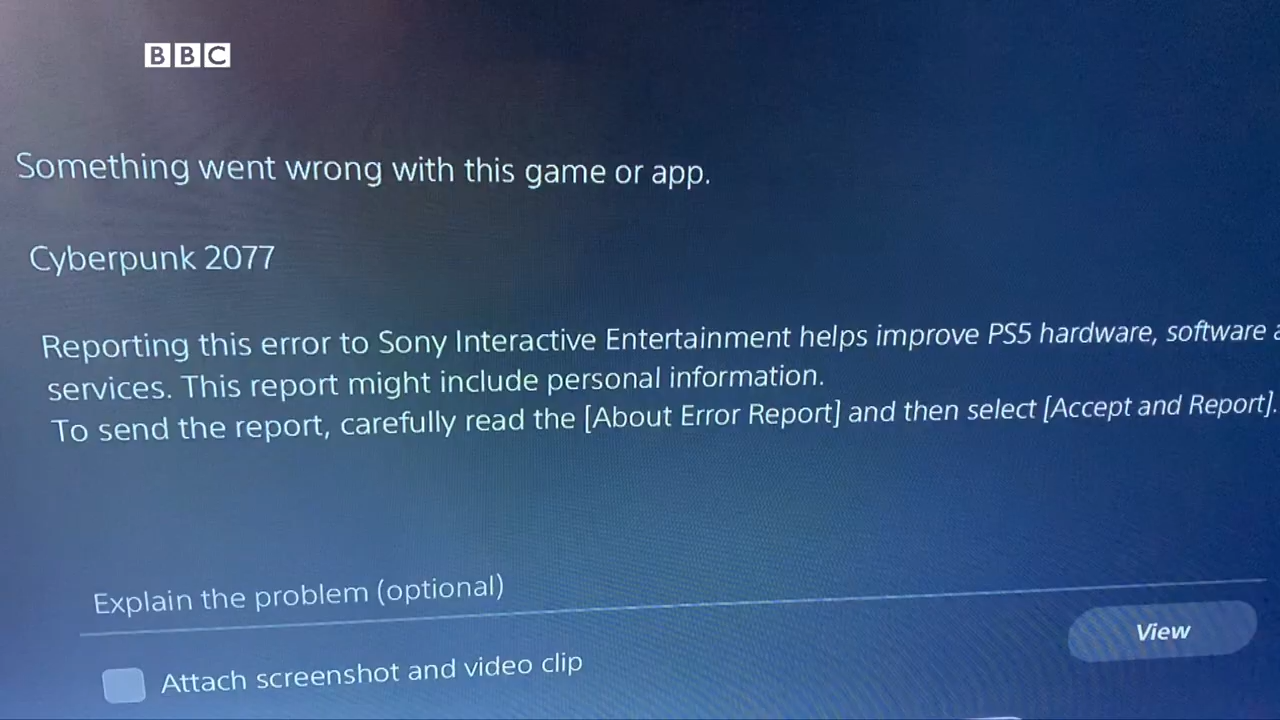 BBC
Something went wrong with this game or app.
Cyberpunk 2077
Reporting this error to Sony Interactive Entertainment helps improve PS5 hardware, software a
services. This report might include personal information.
To send the report, carefully read the [About Error Report] and then select [Accept and Report].
Explain the problem (optional)
View
Attach screenshot and video clip